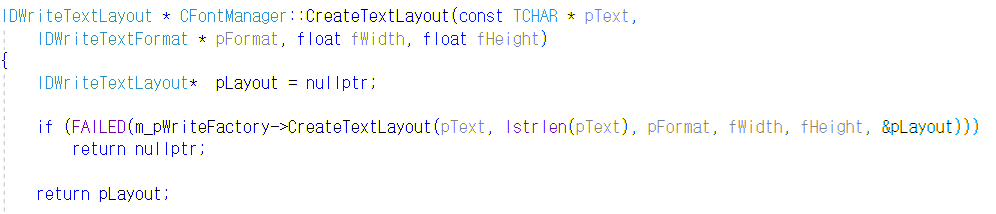 IDWriteTextLayout * CFontManager::CreateTextLayout(const TCHAR * pText,
    IDWriteTextFormat * pFormat, float fWidth, float fHeight)
{
    IDWriteTextLayout*  pLayout = nullptr;

    if (FAILED(m_pWriteFactory->CreateTextLayout(pText, lstrlen(pText), pFormat, fWidth, fHeight, &pLayout)))
        return nullptr;

    return pLayout;